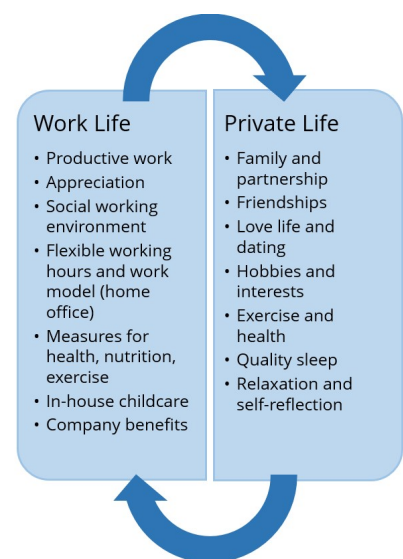 Work Life
• Productive work
• Appreciation
• Social working
environment
• Flexible working
hours and work
model (home
office)
• Measures for
health, nutrition,
exercise
• In-house childcare
• Company benefits
Private Life
• Family and
partnership
• Friendships
• Love life and
dating
• Hobbies and
interests
• Exercise and
health
• Quality sleep
• Relaxation and
self-reflection